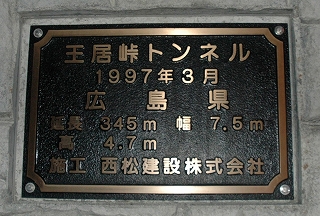 王居峠トンネル
1997年3月
広島県
延長 345m 幅 7.5m
高 4.7m
施工 西松建設株式会社